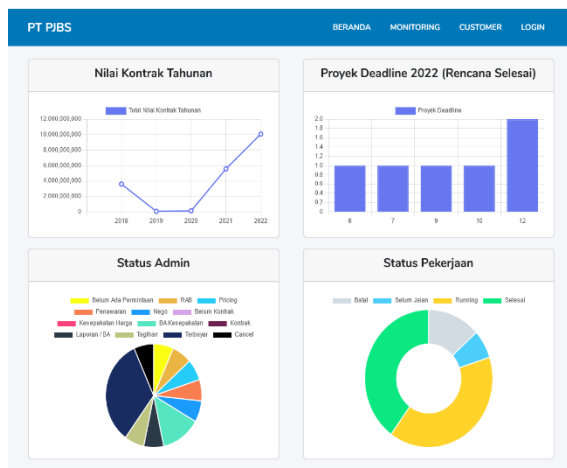 PT PJBS BERANDA MONITORING CUSTOMER LOGIN
Nilai Kontrak Tahunan
Total Nilai Kontrak Tahunan
12,000,000,000
10,000,000,000
8,000,000,000
6,000,000,000
4,000,000,000
2,000,000,000
0
2018 2019 2020 2021 2022
Proyek Deadline 2022 (Rencana Selesai)
Proyek Deadline
2.0
1.8
1.6
1.4
1.2
1.0
0.8
0.6
0.4
0.2
0
6 7 9 10 12
Status Admin
Belum Ada Permintaan RAB Pricing
Penawaran Nego Belum Kontrak
Kesepakatan Harga BA Kesepakatan Kontrak
Laporan / BA Tagihan Terbayar Cancel
Status Pekerjaan
Batal Belum Jalan Running Selesai